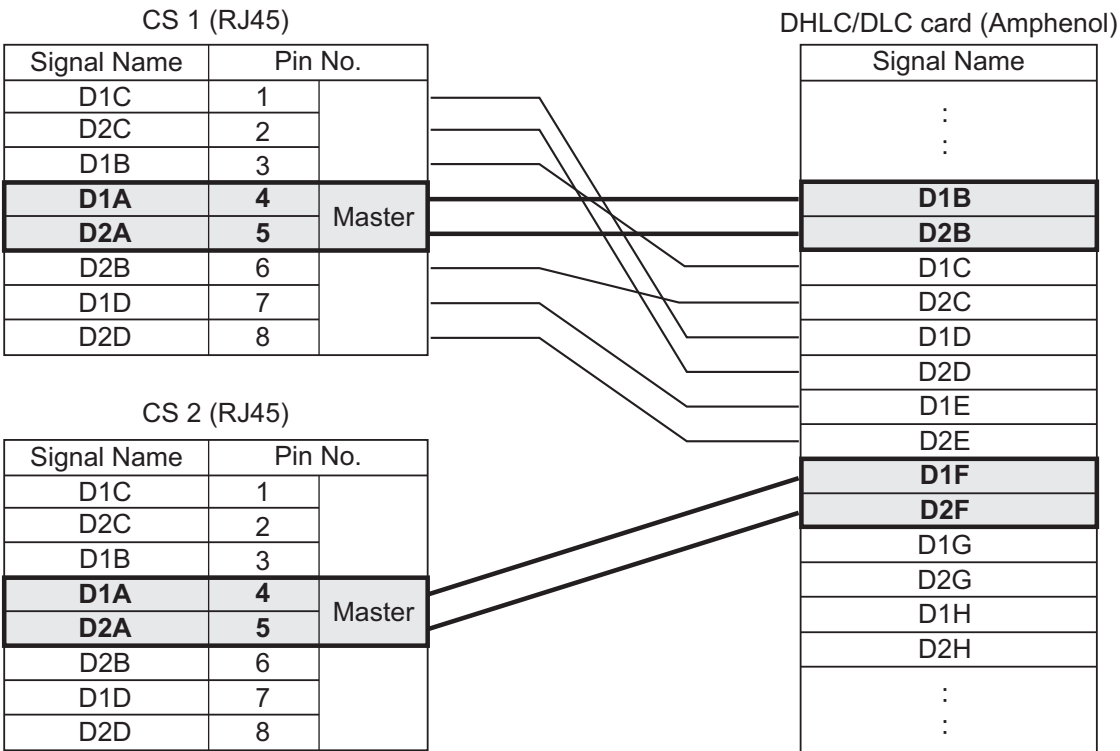 CS 1 (RJ45)
Signal Name Pin No.
D1C 1
D2C 2
D1B 3
D1A 4 Master
D2A 5
D2B 6
D1D 7
D2D 8
CS 2 (RJ45)
Signal Name Pin No.
D1C 1
D2C 2
D1B 3
D1A 4 Master
D2A 5
D2B 6
D1D 7
D2D 8
DHLC/DLC card (Amphenol)
Signal Name
:
:
D1B
D2B
D1C
D2C
D1D
D2D
D1E
D2E
D1F
D2F
D1G
D2G
D1H
D2H
:
: